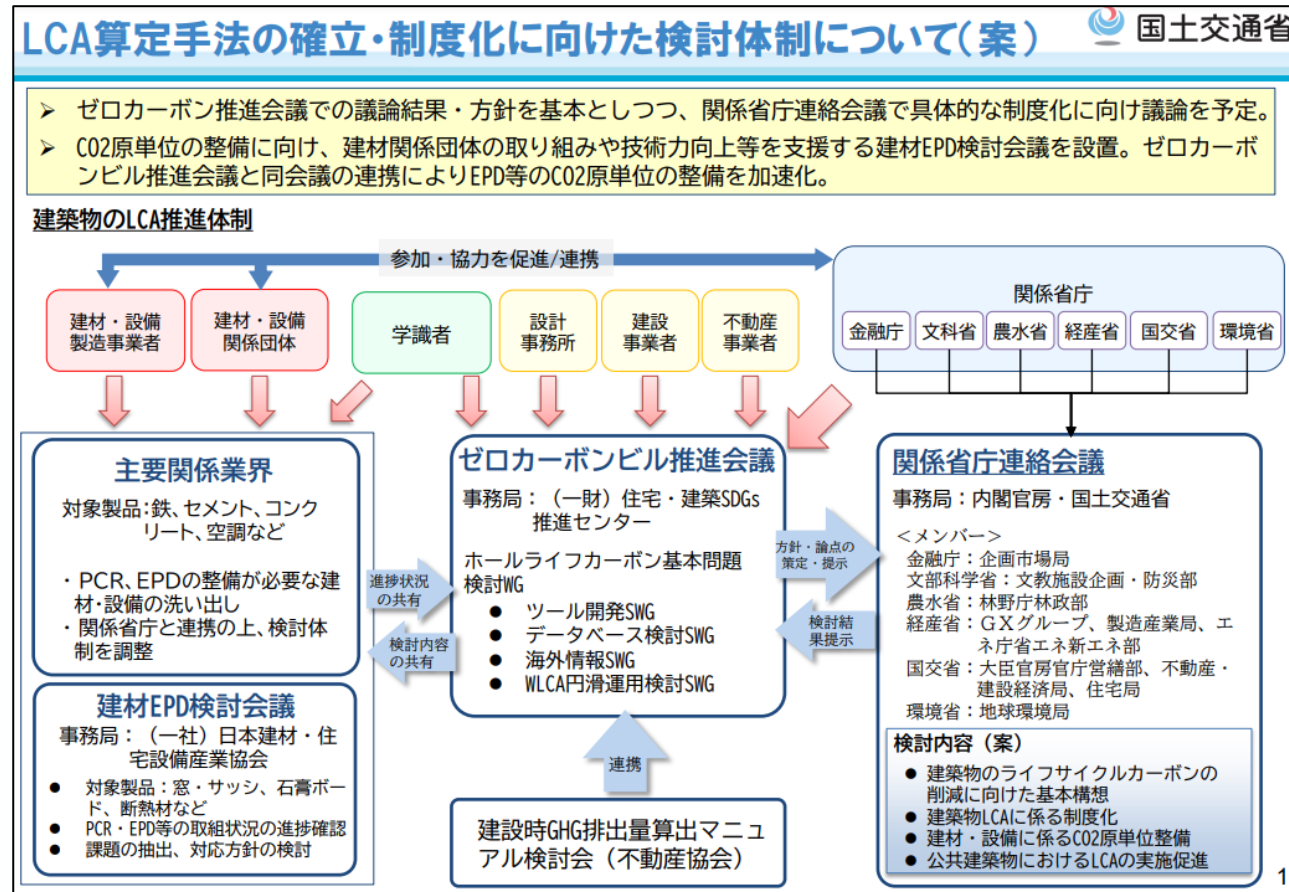 LCA算定手法の確立・制度化に向けた検討体制について(案)
国土交通省
➢ ゼロカーボン推進会議での議論結果・方針を基本としつつ、関係省庁連絡会議で具体的な制度化に向け議論を予定。
➢ CO2原単位の整備に向け、建材関係団体の取り組みや技術力向上等を支援する建材EPD検討会議を設置。ゼロカーボ
ンビル推進会議と同会議の連携によりEPD等のCO2原単位の整備を加速化。
建築物のLCA推進体制
参加・協力を促進/連携
建材・設備
製造事業者
建材・設備
関係団体
学識者
設計
事務所
建設
事業者
不動産
事業者
関係省庁
金融庁
文科省
農水省
経産省
国交省
環境省
主要関係業界
対象製品:鉄、セメント、コンク
リート、空調など
・PCR、EPDの整備が必要な建
材・設備の洗い出し
・関係省庁と連携の上、検討体
制を調整
建材EPD検討会議
事務局:(一社)日本建材・住
宅設備産業協会
● 対象製品:窓・サッシ、石膏ボー
ド、断熱材など
● PCR・EPD等の取組状況の進捗確認
● 課題の抽出、対応方針の検討
進捗状況
の共有
検討内容
の共有
ゼロカーボンビル推進会議
事務局:(一財)住宅・建築SDGs
推進センター
ホールライフカーボン基本問題
検討WG
● ツール開発SWG
● データベース検討SWG
● 海外情報SWG
● WLCA円滑運用検討SWG
連携
建設時GHG排出量算出マニュ
アル検討会(不動産協会)
方針・論点の
策定・提示
検討結
果提示
関係省庁連絡会議
事務局:内閣官房・国土交通省
<メンバー>
金融庁:企画市場局
文部科学省:文教施設企画・防災部
農水省:林野庁林政部
経産省:GXグループ、製造産業局、エ
ネ庁省エネ新エネ部
国交省:大臣官房官庁営繕部、不動産・
建設経済局、住宅局
環境省:地球環境局
検討内容(案)
● 建築物のライフサイクルカーボンの
削減に向けた基本構想
● 建築物LCAに係る制度化
● 建材・設備に係るCO2原単位整備
● 公共建築物におけるLCAの実施促進
1